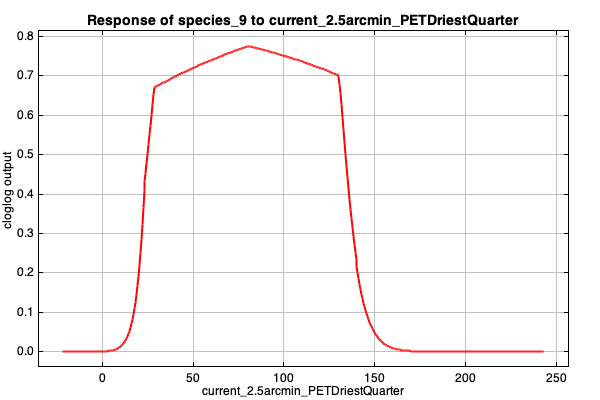 Response of species_9 to current_2.5arcmin_PETDriestQuarter
0.8
0.7
0.6
0.5
0.4
0.3
0.2
0.1
0.0
cloglog output
0 50 100 150 200 250
current_2.5arcmin_PETDriestQuarter